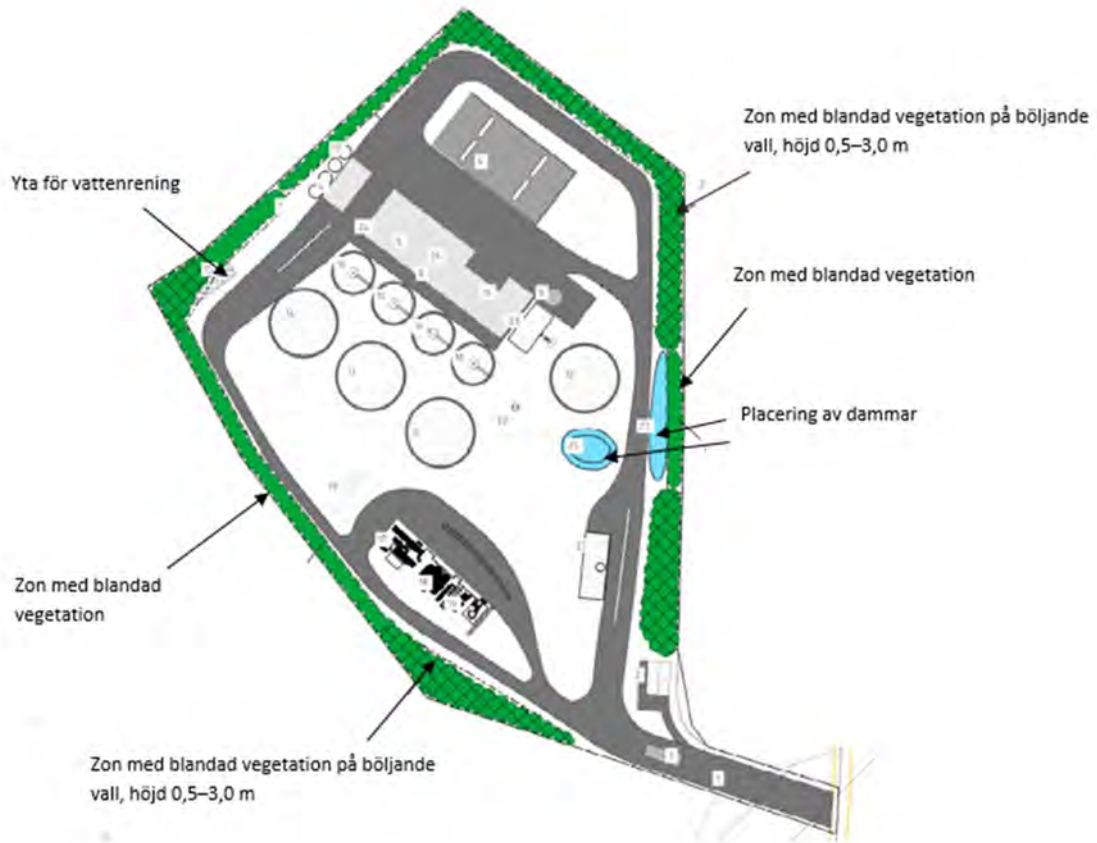 Zon med blandad vegetation på böljande
vall, höjd 0,5–3,0 m
Yta för vattenrening
Zon med blandad vegetation
Placering av dammar
Zon med blandad
vegetation
Zon med blandad vegetation på böljande
vall, höjd 0,5–3,0 m